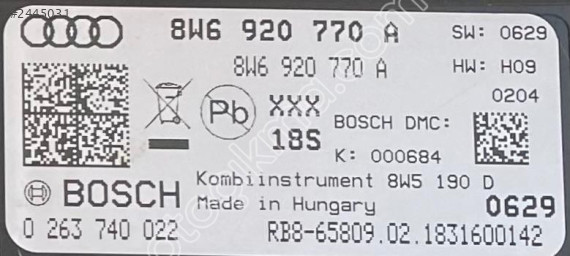 #2445031
8W6 920 770 A SW: 0629
8W6 920 770 A HW: H09
0204
Pb XXX
18S
BOSCH DMC:
K: 000684
BOSCH Kombiinstrument 8W5 190 D
Made in Hungary 0629
0 263 740 022 RB8-65809.02.1831600142